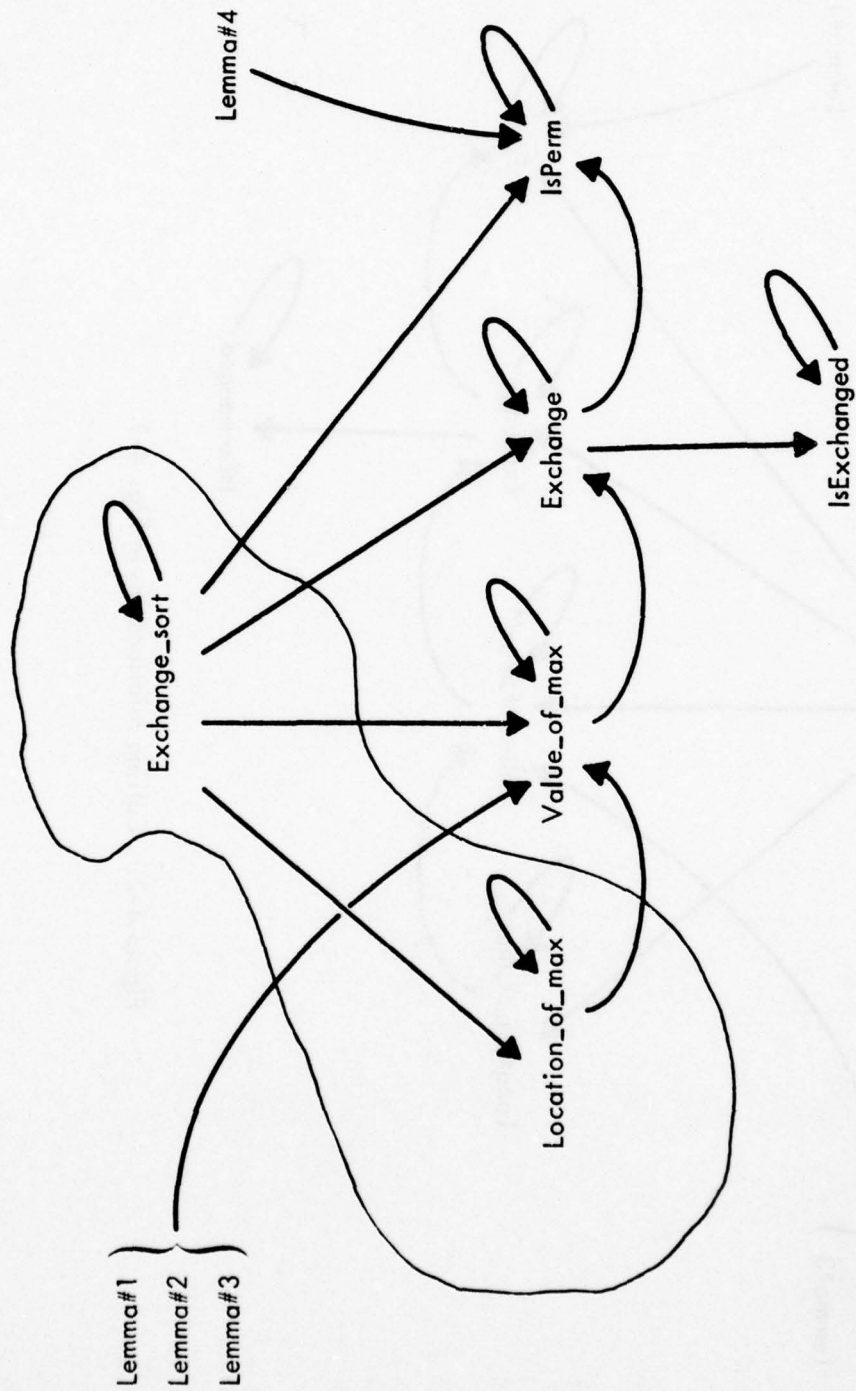 Lemma#1
Lemma#2
Lemma#3
Exchange_sort
Lemma#4
Location_of_max
Value_of_max
Exchange
IsPerm
IsExchanged